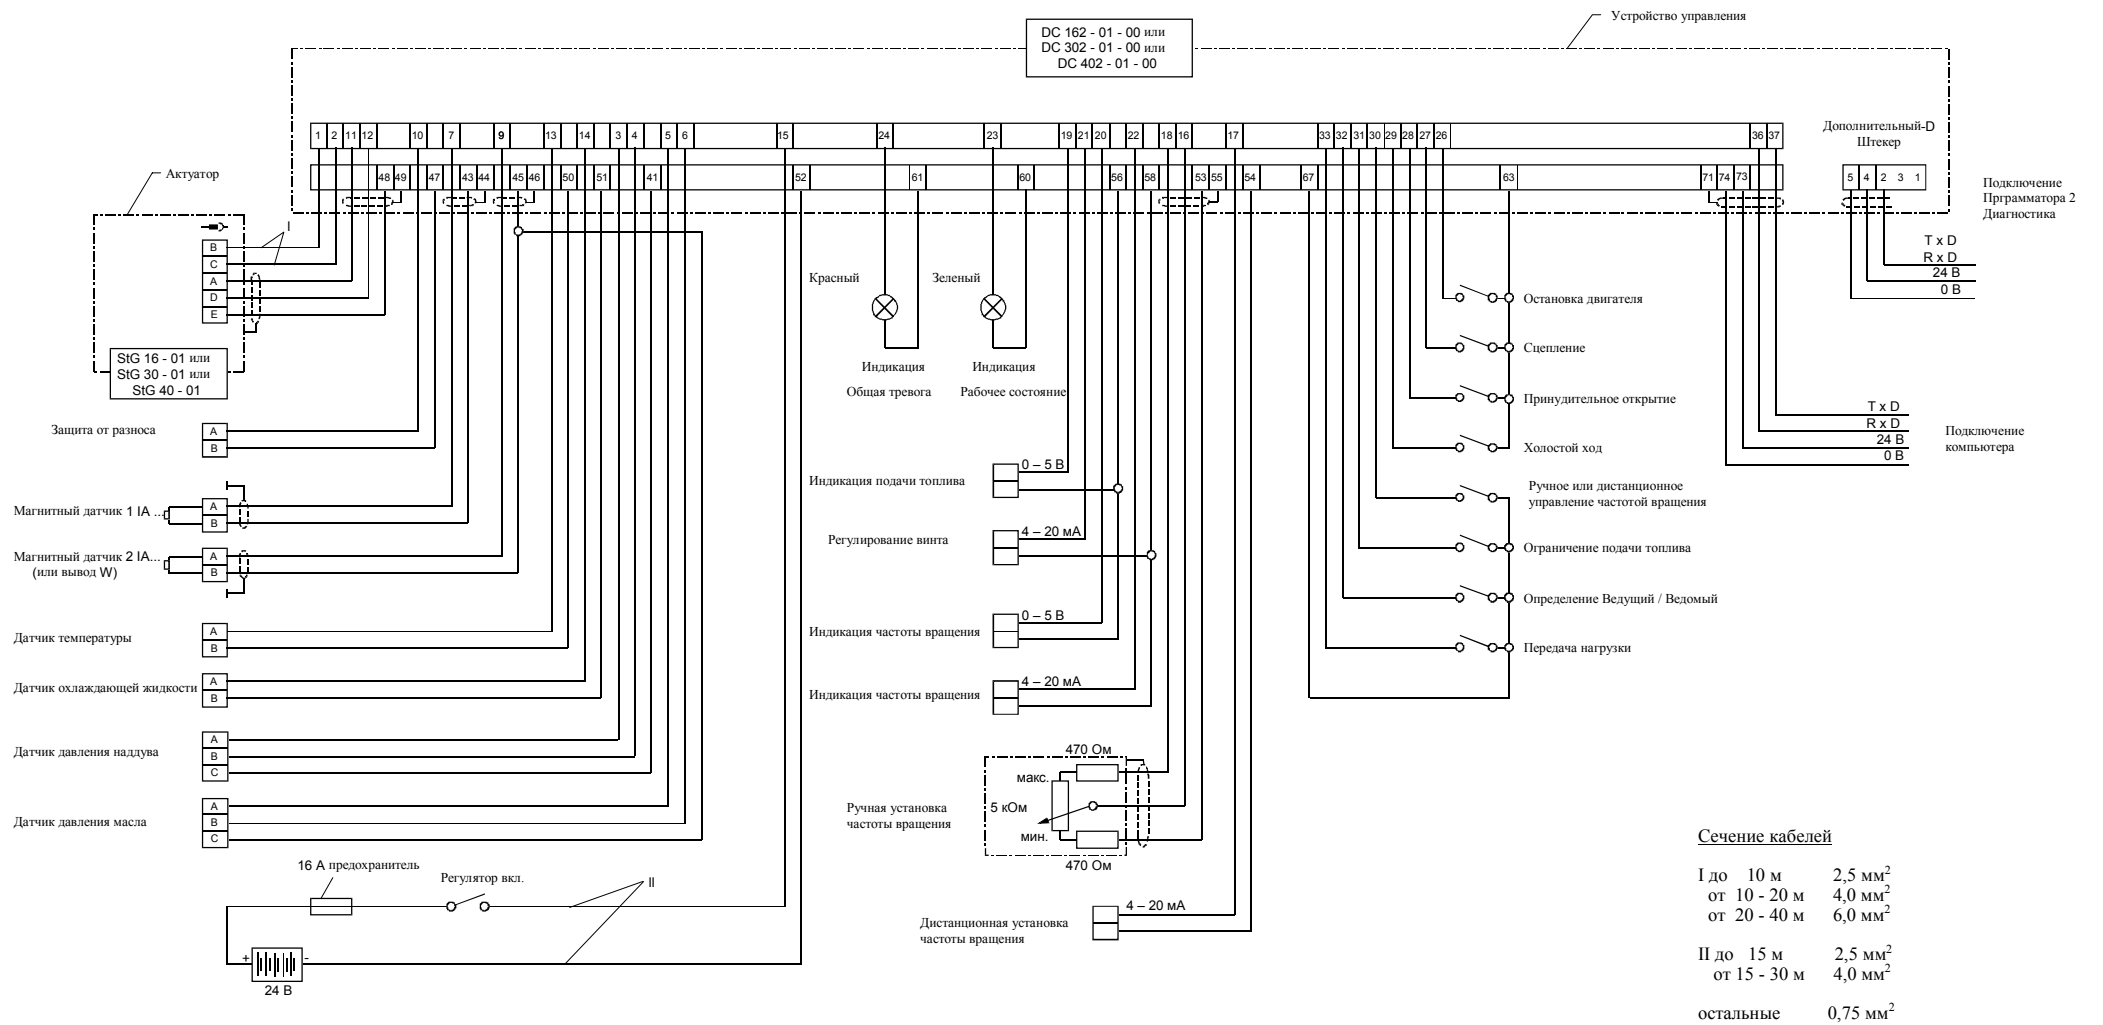 Устройство управления
DC 162 - 01 - 00 или
DC 302 - 01 - 00 или
DC 402 - 01 - 00
1 2 11 12 10 7 9 13 14 3 4 5 6 15 24 23 19 21 20 22 18 16 17 33 32 31 30 29 28 27 26 36 37
Дополнительный-D
Штекер
48 49 47 43 44 45 46 50 51 41 52 61 60 56 58 53 55 54 67 63 71 74 73
5 4 2 3 1
Подключение
Прграмматора 2
Диагностика
T x D
R x D
24 В
0 В
Актуатор
I
B
C
A
D
E
StG 16 - 01 или
StG 30 - 01 или
StG 40 - 01
Защита от разноса
A
B
Магнитный датчик 1 IA ...
A
B
Магнитный датчик 2 IA...
(или вывод W)
A
B
Датчик температуры
A
B
Датчик охлаждающей жидкости
A
B
Датчик давления наддува
A
B
C
Датчик давления масла
A
B
C
16 А предохранитель
Регулятор вкл.
II
+
-
24 В
Красный
Индикация
Общая тревога
Зеленый
Индикация
Рабочее состояние
Индикация подачи топлива
0 – 5 В
Регулирование винта
4 – 20 мА
Индикация частоты вращения
0 – 5 В
Индикация частоты вращения
4 – 20 мА
470 Ом
макс.
5 кОм
мин.
470 Ом
Ручная установка
частоты вращения
Дистанционная установка
частоты вращения
4 – 20 мА
Остановка двигателя
Сцепление
Принудительное открытие
Холостой ход
Ручное или дистанционное
управление частотой вращения
Ограничение подачи топлива
Определение Ведущий / Ведомый
Передача нагрузки
T x D
R x D
24 В
0 В
Подключение
компьютера
Сечение кабелей
I до 10 м 2,5 мм²
от 10 - 20 м 4,0 мм²
от 20 - 40 м 6,0 мм²
II до 15 м 2,5 мм²
от 15 - 30 м 4,0 мм²
остальные 0,75 мм²